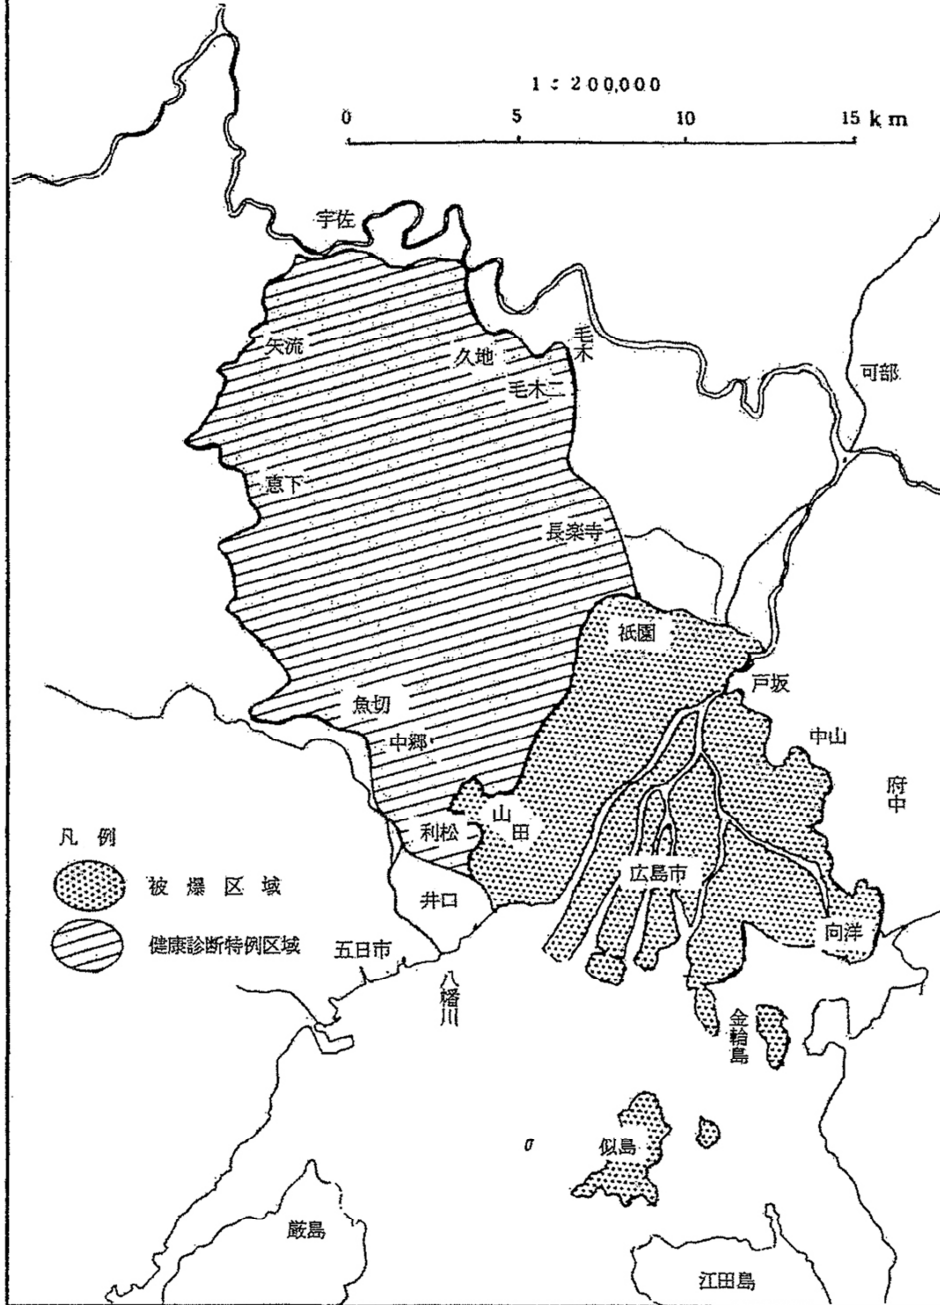 1：200,000
0 5 10 15 km
宇佐
矢流
久地
毛木
毛木二
可部
恵下
長楽寺
祇園
戸坂
魚切
中郷
中山
府中
山田
利松
凡 例
被 爆 区 域
広島市
井口
向洋
健康診断特例区域
五日市
八幡川
金輪島
似島
厳島
江田島